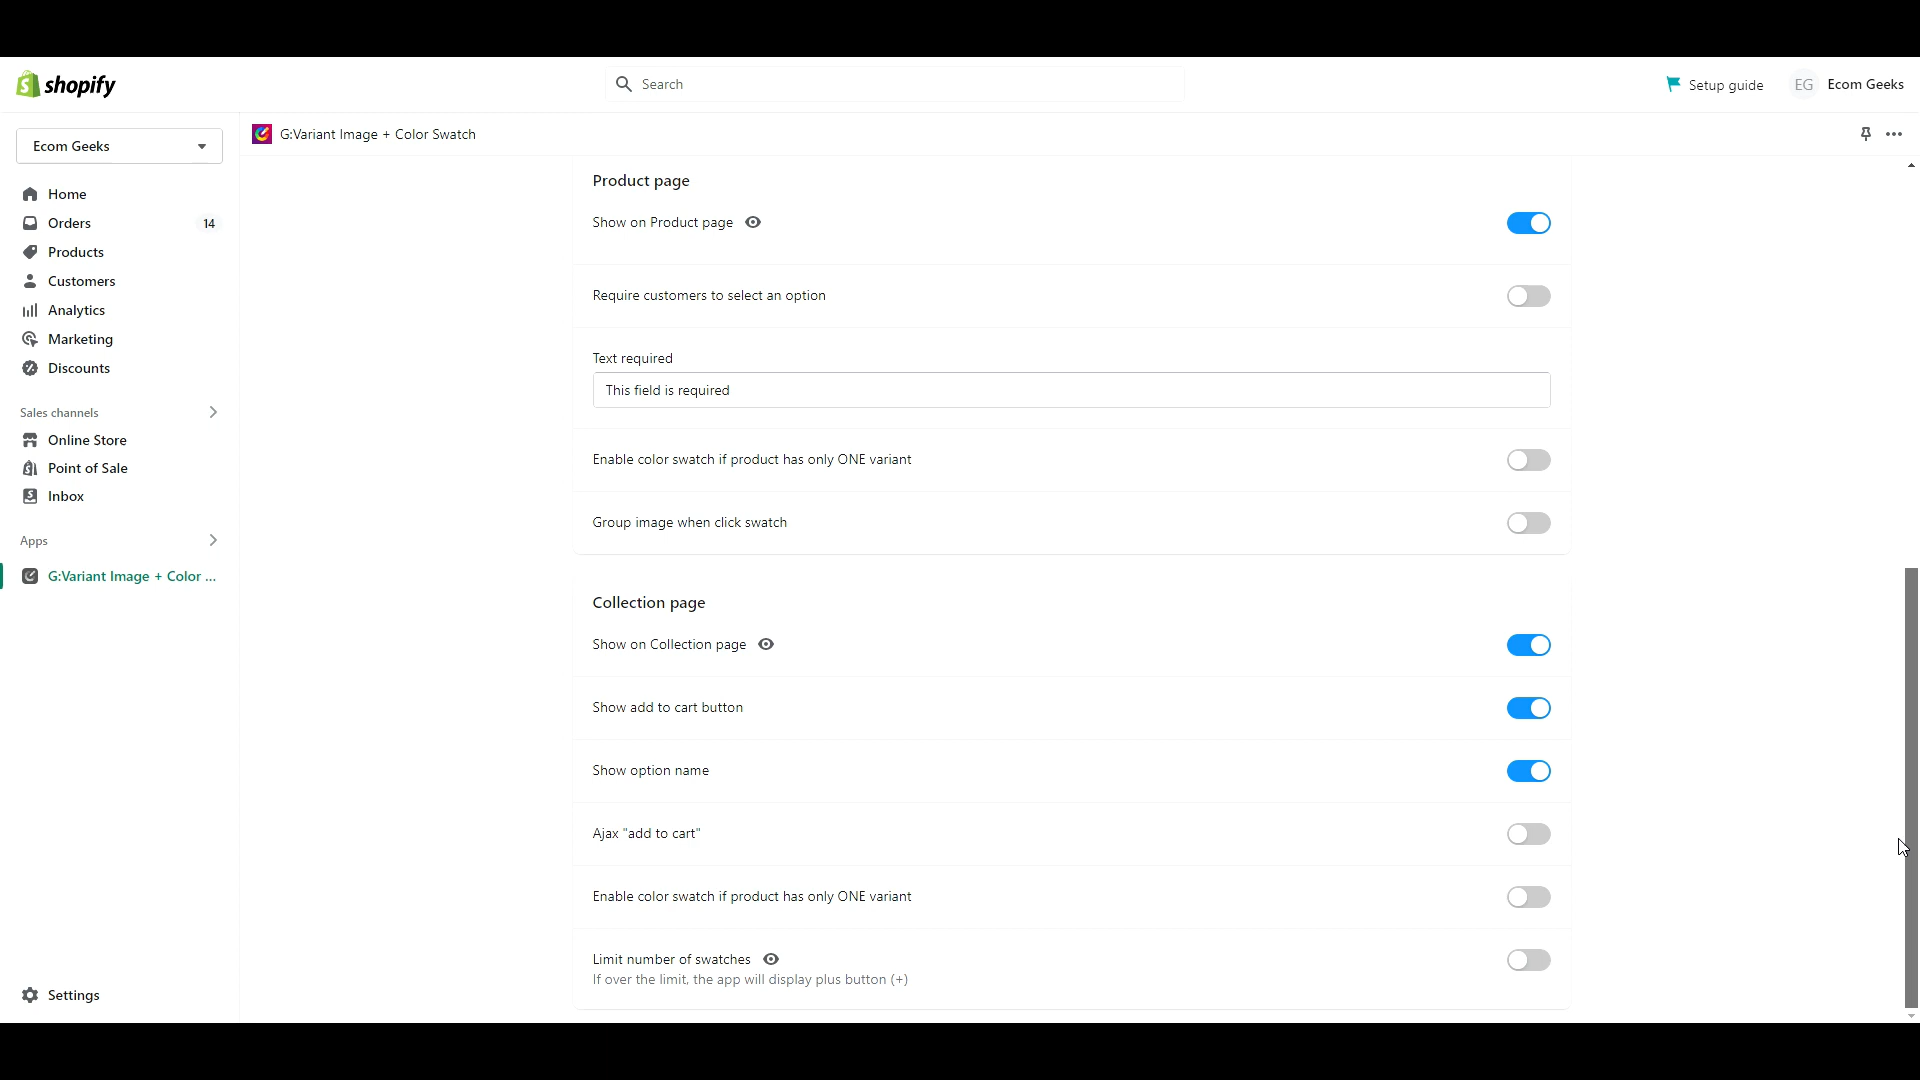 shopify
Search
Setup guide
EG
Ecom Geeks
Ecom Geeks
G:Variant Image + Color Swatch
Home
Orders
14
Products
Customers
Analytics
Marketing
Discounts
Sales channels
Online Store
Point of Sale
Inbox
Apps
G:Variant Image + Color ...
Settings
Product page
Show on Product page
Require customers to select an option
Text required
This field is required
Enable color swatch if product has only ONE variant
Group image when click swatch
Collection page
Show on Collection page
Show add to cart button
Show option name
Ajax "add to cart"
Enable color swatch if product has only ONE variant
Limit number of swatches
If over the limit, the app will display plus button (+)